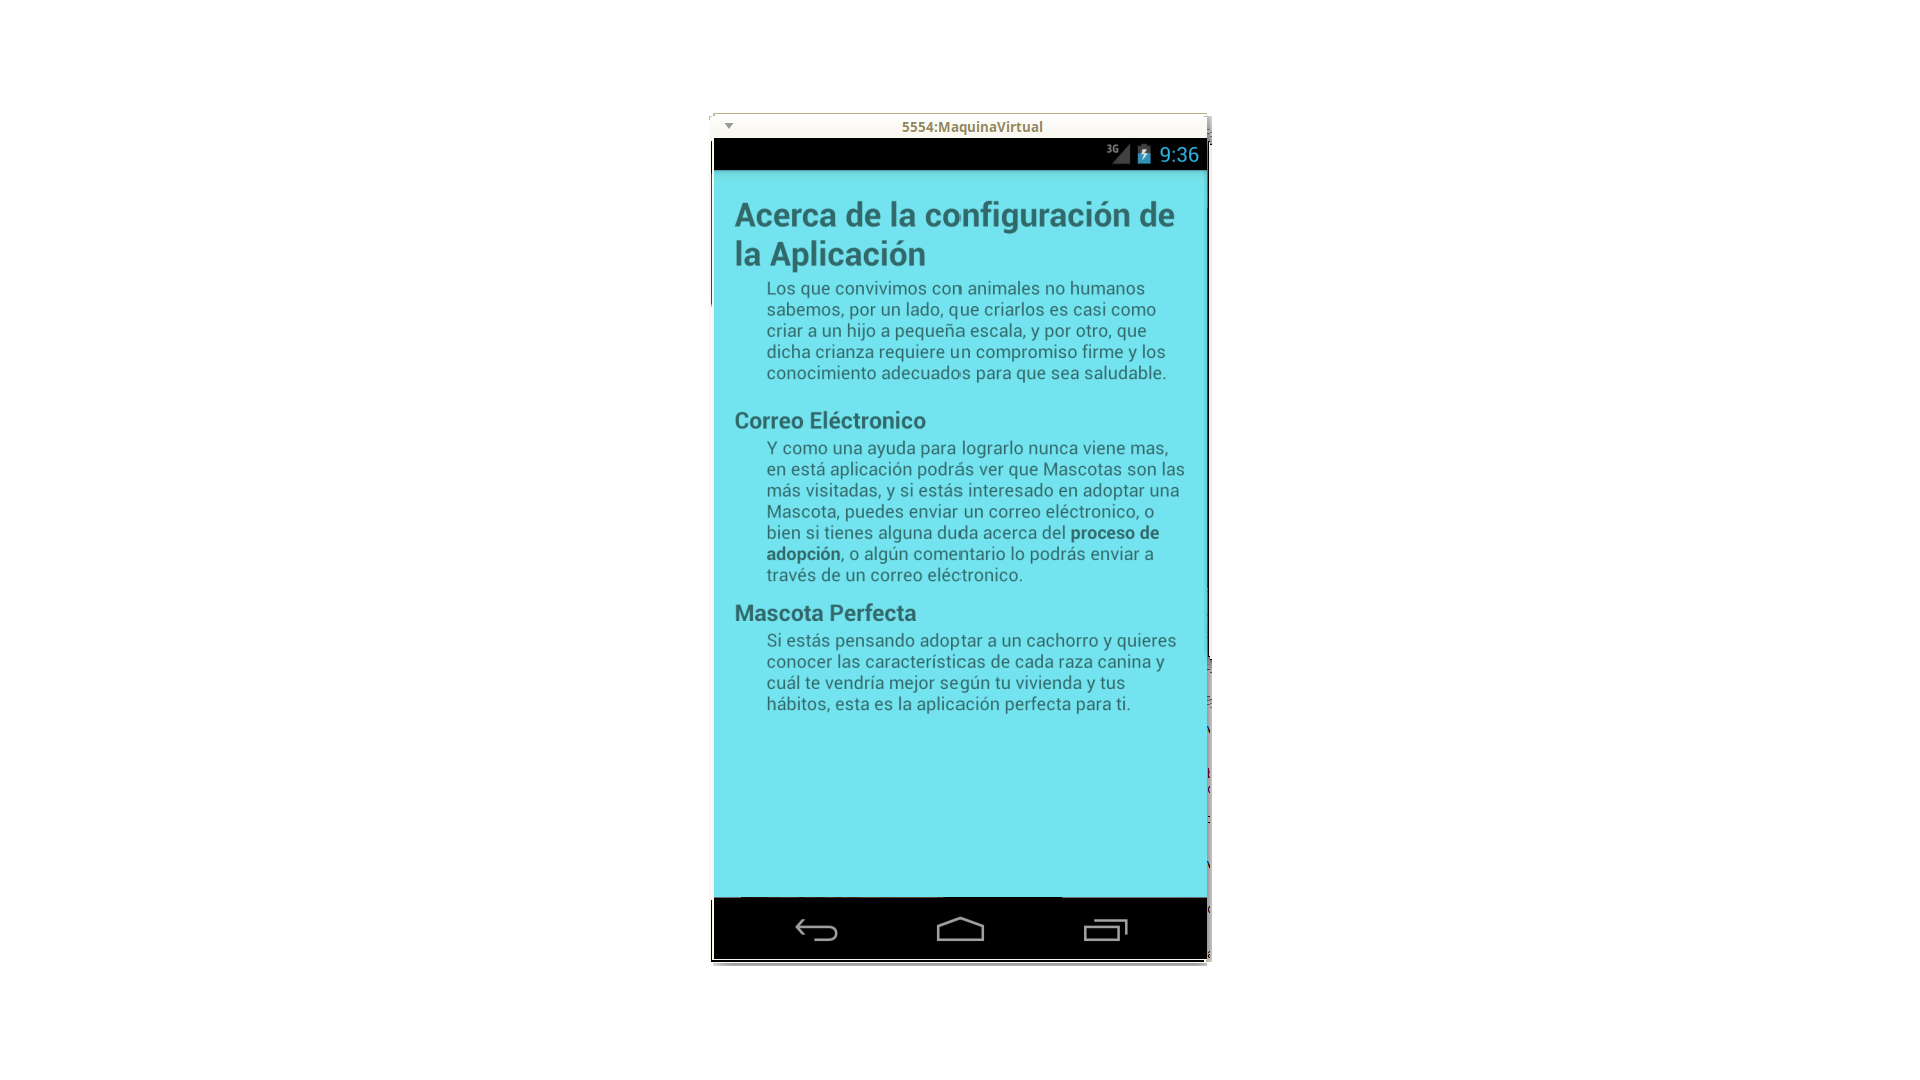 5554:MaquinaVirtual
3G 9:36
Acerca de la configuración de
la Aplicación
Los que convivimos con animales no humanos
sabemos, por un lado, que criarlos es casi como
criar a un hijo a pequeña escala, y por otro, que
dicha crianza requiere un compromiso firme y los
conocimiento adecuados para que sea saludable.
Correo Eléctronico
Y como una ayuda para lograrlo nunca viene mas,
en está aplicación podrás ver que Mascotas son las
más visitadas, y si estás interesado en adoptar una
Mascota, puedes enviar un correo eléctronico, o
bien si tienes alguna duda acerca del proceso de
adopción, o algún comentario lo podrás enviar a
través de un correo eléctronico.
Mascota Perfecta
Si estás pensando adoptar a un cachorro y quieres
conocer las características de cada raza canina y
cuál te vendría mejor según tu vivienda y tus
hábitos, esta es la aplicación perfecta para ti.